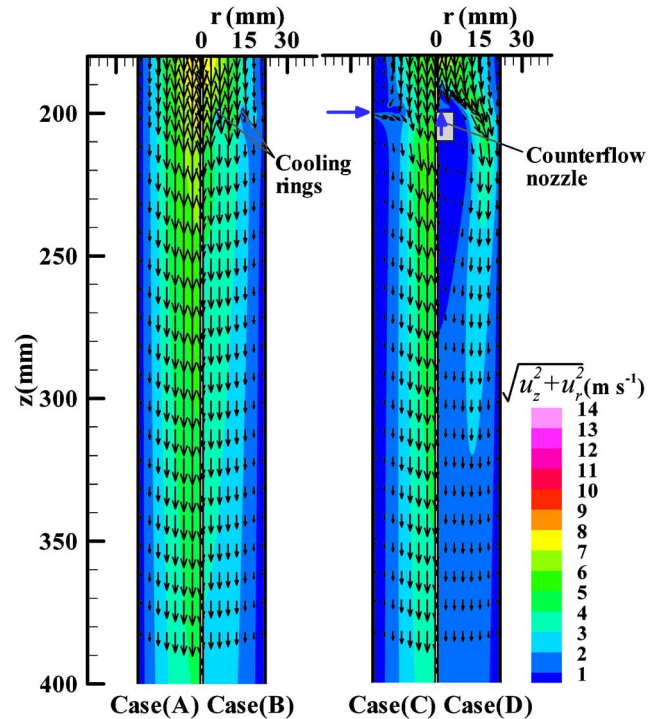 r (mm)
r (mm)
0 15 30
0 15 30
200
250
300
350
400
z(mm)
Cooling
rings
Counterflow
nozzle
√u_z²+u_r² (m s⁻¹)
14
13
12
11
10
9
8
7
6
5
4
3
2
1
Case(A) Case(B)
Case(C) Case(D)